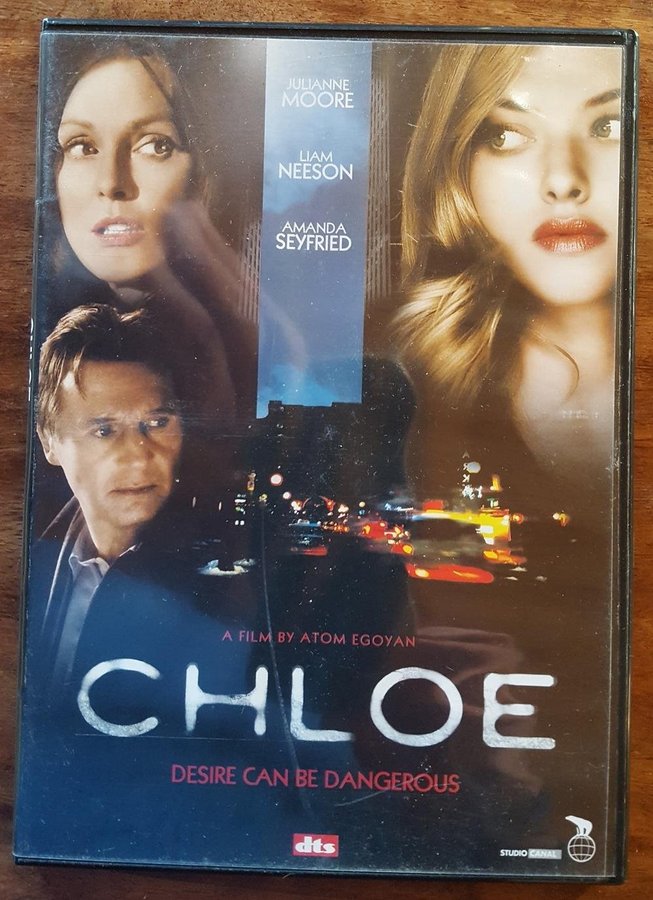 JULIANNE
MOORE
LIAM
NEESON
AMANDA
SEYFRIED
A FILM BY ATOM EGOYAN
CHLOE
DESIRE CAN BE DANGEROUS
dts
STUDIO CANAL